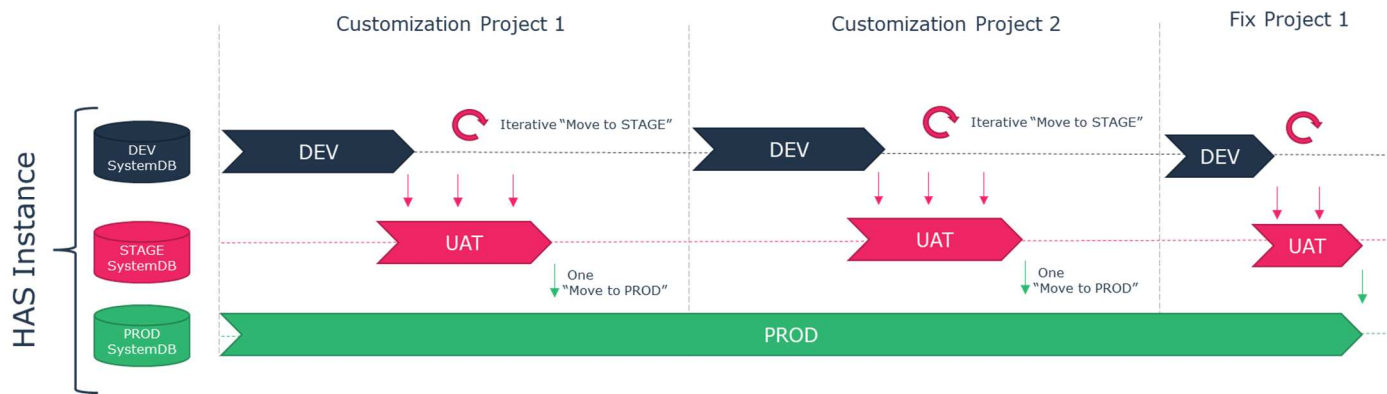 Customization Project 1
Customization Project 2
Fix Project 1
HAS Instance
DEV
SystemDB
DEV
Iterative “Move to STAGE”
DEV
Iterative “Move to STAGE”
DEV
STAGE
SystemDB
UAT
UAT
UAT
One
“Move to PROD”
One
“Move to PROD”
PROD
SystemDB
PROD